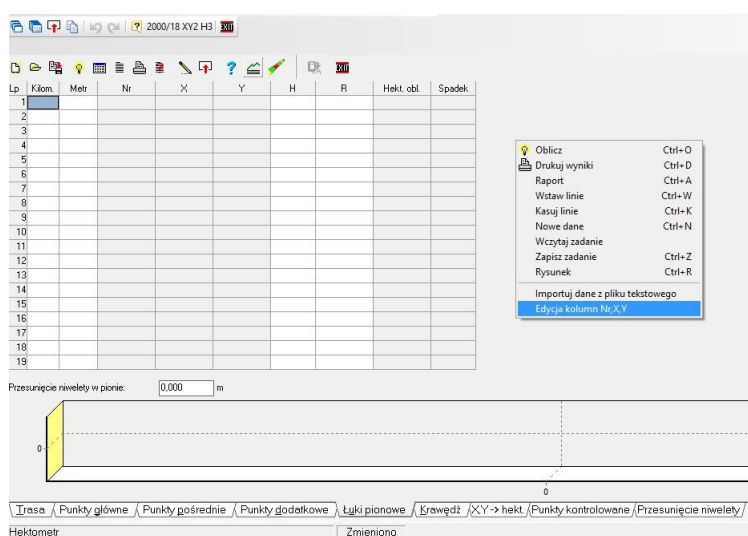 2000/18 XY2 H3 EXIT
EXIT
Lp Kilom. Metr Nr X Y H R Hekt. obl. Spadek
1
2
3
4
5
6
7
8
9
10
11
12
13
14
15
16
17
18
19
Oblicz Ctrl+O
Drukuj wyniki Ctrl+D
Raport Ctrl+A
Wstaw linie Ctrl+W
Kasuj linie Ctrl+K
Nowe dane Ctrl+N
Wczytaj zadanie
Zapisz zadanie Ctrl+Z
Rysunek Ctrl+R
Importuj dane z pliku tekstowego
Edycja kolumn Nr,X,Y
Przesunięcie niwelety w pionie: 0,000 m
0
0
Trasa Punkty główne Punkty pośrednie Punkty dodatkowe Łuki pionowe Krawędź XY-> hekt. Punkty kontrolowane Przesunięcie niwelety
Hektometr Zmieniono